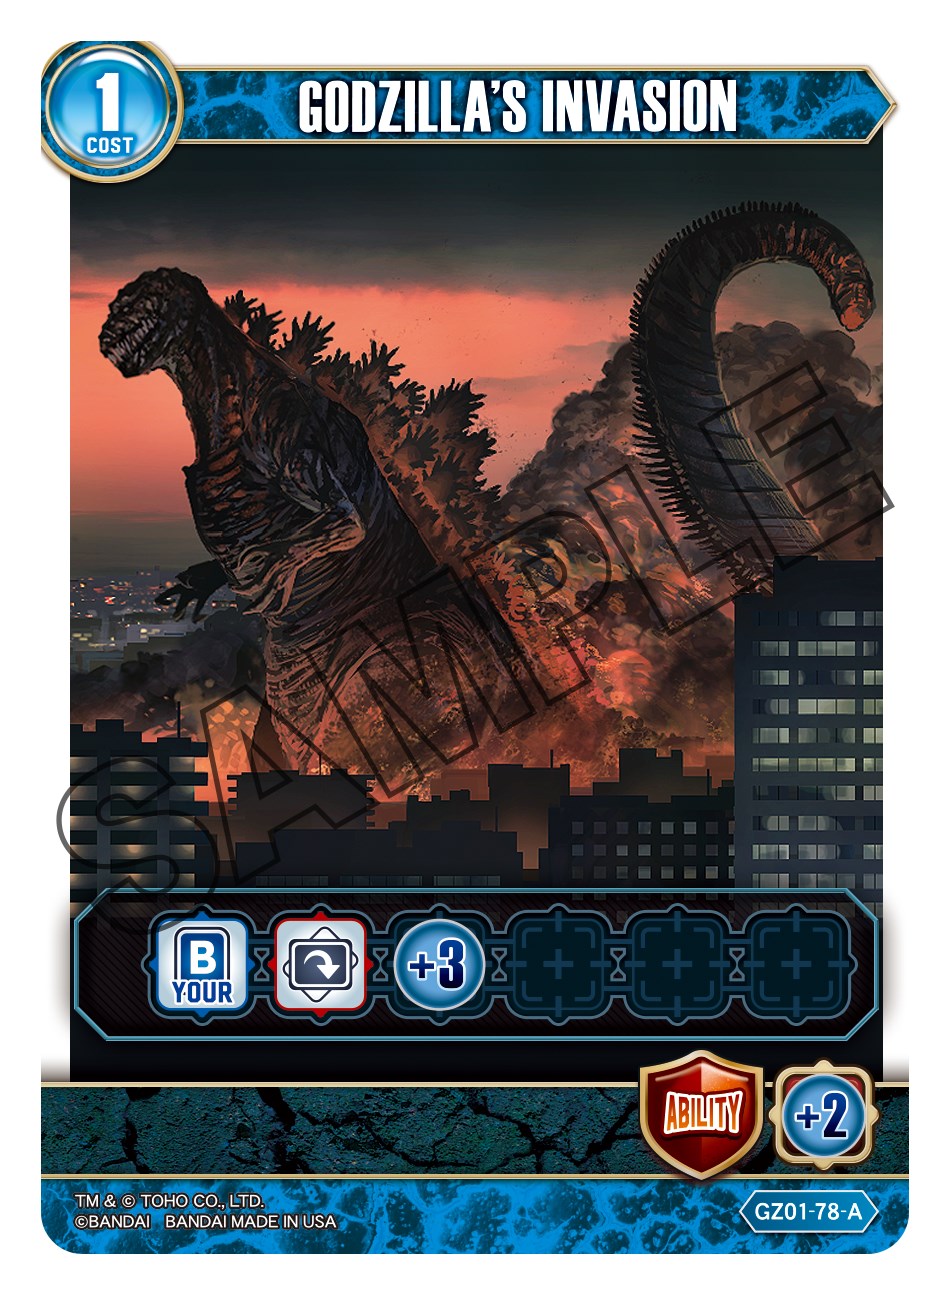 1
COST
GODZILLA'S INVASION
SAMPLE
B
YOUR
+3
ABILITY
+2
TM & © TOHO CO., LTD.
©BANDAI BANDAI MADE IN USA
GZ01-78-A